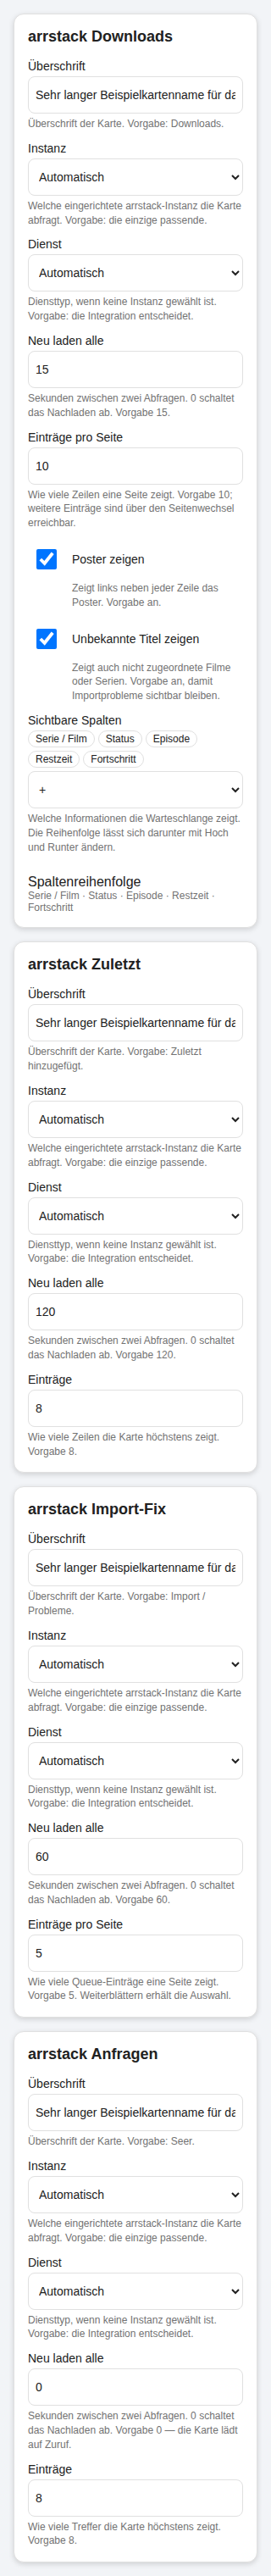 arrstack Downloads
Überschrift
Sehr langer Beispielkartenname für da
Überschrift der Karte. Vorgabe: Downloads.
Instanz
Automatisch
Welche eingerichtete arrstack-Instanz die Karte
abfragt. Vorgabe: die einzige passende.
Dienst
Automatisch
Diensttyp, wenn keine Instanz gewählt ist.
Vorgabe: die Integration entscheidet.
Neu laden alle
15
Sekunden zwischen zwei Abfragen. 0 schaltet
das Nachladen ab. Vorgabe 15.
Einträge pro Seite
10
Wie viele Zeilen eine Seite zeigt. Vorgabe 10;
weitere Einträge sind über den Seitenwechsel
erreichbar.
Poster zeigen
Zeigt links neben jeder Zeile das
Poster. Vorgabe an.
Unbekannte Titel zeigen
Zeigt auch nicht zugeordnete Filme
oder Serien. Vorgabe an, damit
Importprobleme sichtbar bleiben.
Sichtbare Spalten
Serie / Film Status Episode
Restzeit Fortschritt
+
Welche Informationen die Warteschlange zeigt.
Die Reihenfolge lässt sich darunter mit Hoch
und Runter ändern.
Spaltenreihenfolge
Serie / Film · Status · Episode · Restzeit ·
Fortschritt
arrstack Zuletzt
Überschrift
Sehr langer Beispielkartenname für da
Überschrift der Karte. Vorgabe: Zuletzt
hinzugefügt.
Instanz
Automatisch
Welche eingerichtete arrstack-Instanz die Karte
abfragt. Vorgabe: die einzige passende.
Dienst
Automatisch
Diensttyp, wenn keine Instanz gewählt ist.
Vorgabe: die Integration entscheidet.
Neu laden alle
120
Sekunden zwischen zwei Abfragen. 0 schaltet
das Nachladen ab. Vorgabe 120.
Einträge
8
Wie viele Zeilen die Karte höchstens zeigt.
Vorgabe 8.
arrstack Import-Fix
Überschrift
Sehr langer Beispielkartenname für da
Überschrift der Karte. Vorgabe: Import /
Probleme.
Instanz
Automatisch
Welche eingerichtete arrstack-Instanz die Karte
abfragt. Vorgabe: die einzige passende.
Dienst
Automatisch
Diensttyp, wenn keine Instanz gewählt ist.
Vorgabe: die Integration entscheidet.
Neu laden alle
60
Sekunden zwischen zwei Abfragen. 0 schaltet
das Nachladen ab. Vorgabe 60.
Einträge pro Seite
5
Wie viele Queue-Einträge eine Seite zeigt.
Vorgabe 5. Weiterblättern erhält die Auswahl.
arrstack Anfragen
Überschrift
Sehr langer Beispielkartenname für da
Überschrift der Karte. Vorgabe: Seer.
Instanz
Automatisch
Welche eingerichtete arrstack-Instanz die Karte
abfragt. Vorgabe: die einzige passende.
Dienst
Automatisch
Diensttyp, wenn keine Instanz gewählt ist.
Vorgabe: die Integration entscheidet.
Neu laden alle
0
Sekunden zwischen zwei Abfragen. 0 schaltet
das Nachladen ab. Vorgabe 0 — die Karte lädt
auf Zuruf.
Einträge
8
Wie viele Treffer die Karte höchstens zeigt.
Vorgabe 8.